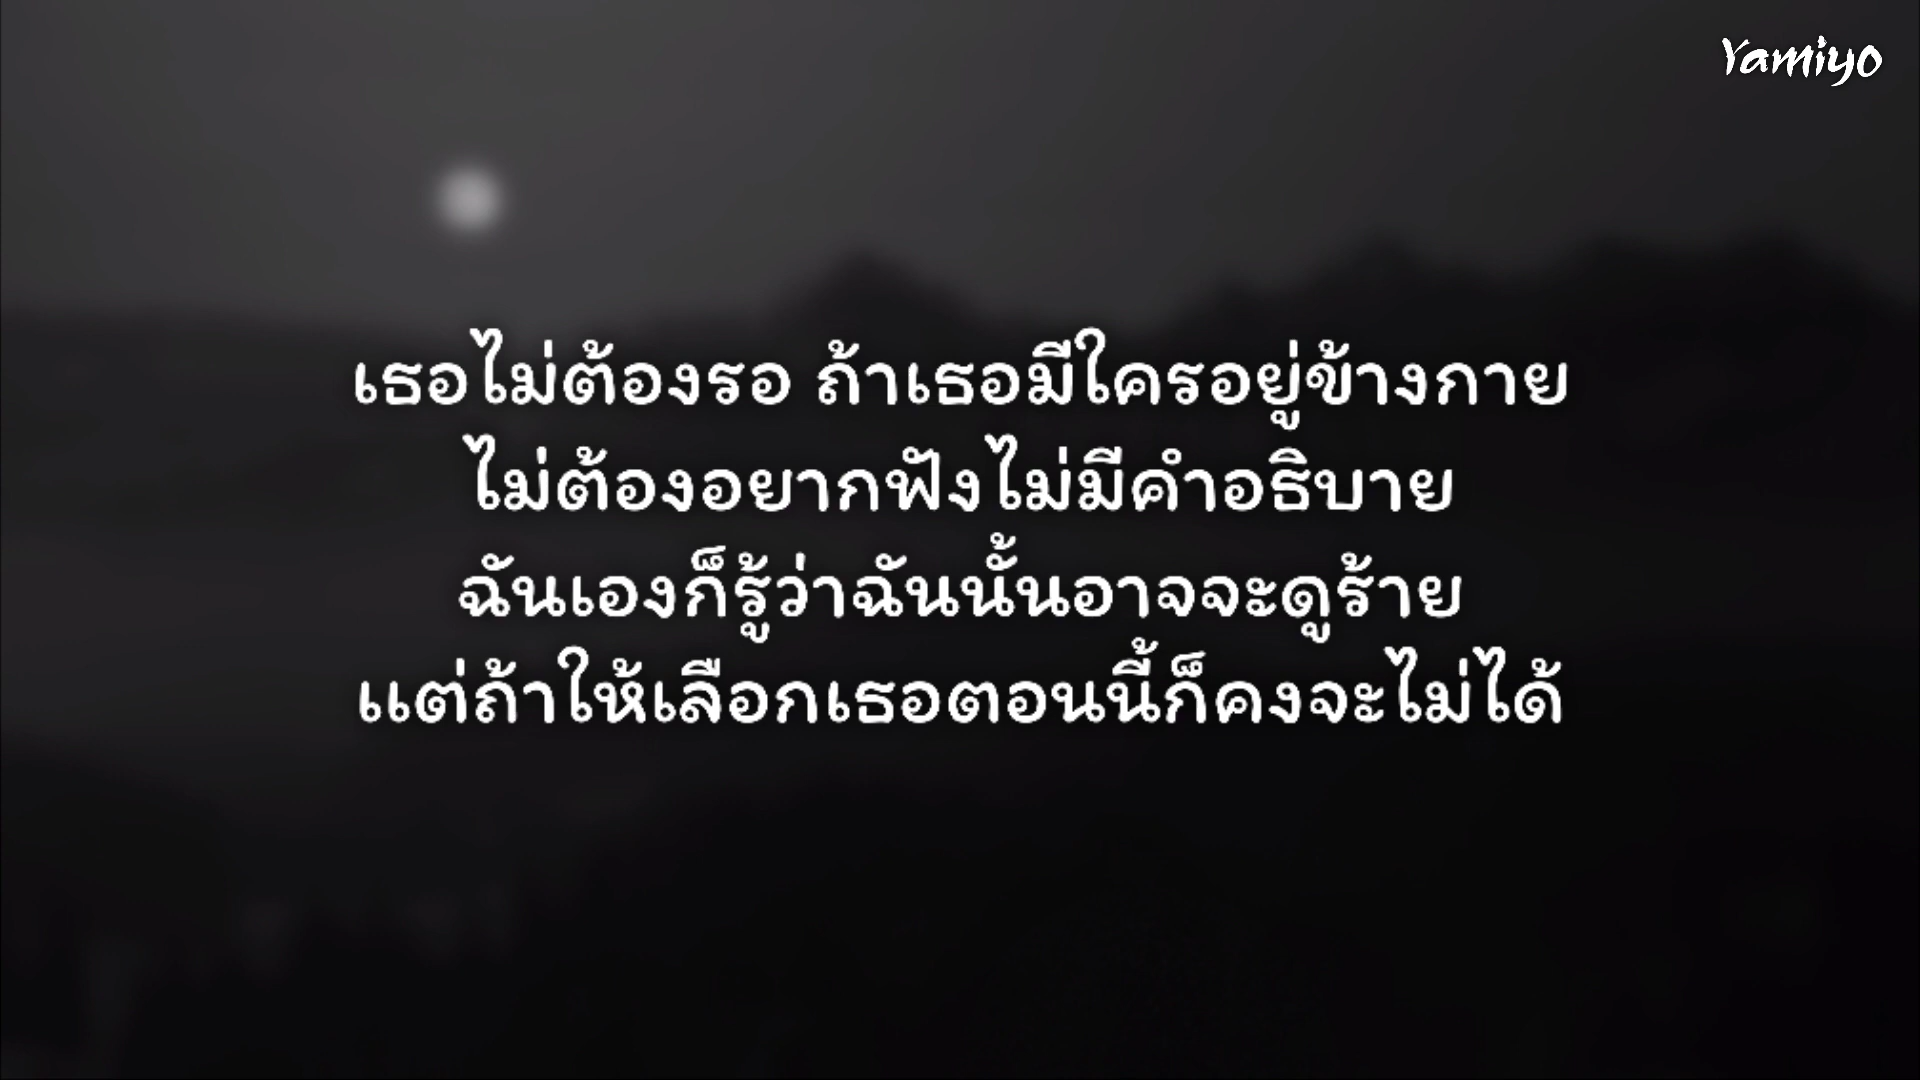 Yamiyo
เธอไม่ต้องรอ ถ้าเธอมีใครอยู่ข้างกาย
ไม่ต้องอยากฟังไม่มีคำอธิบาย
ฉันเองก็รู้ว่าฉันนั้นอาจจะดูร้าย
แต่ถ้าให้เลือกเธอตอนนี้ก็คงจะไม่ได้